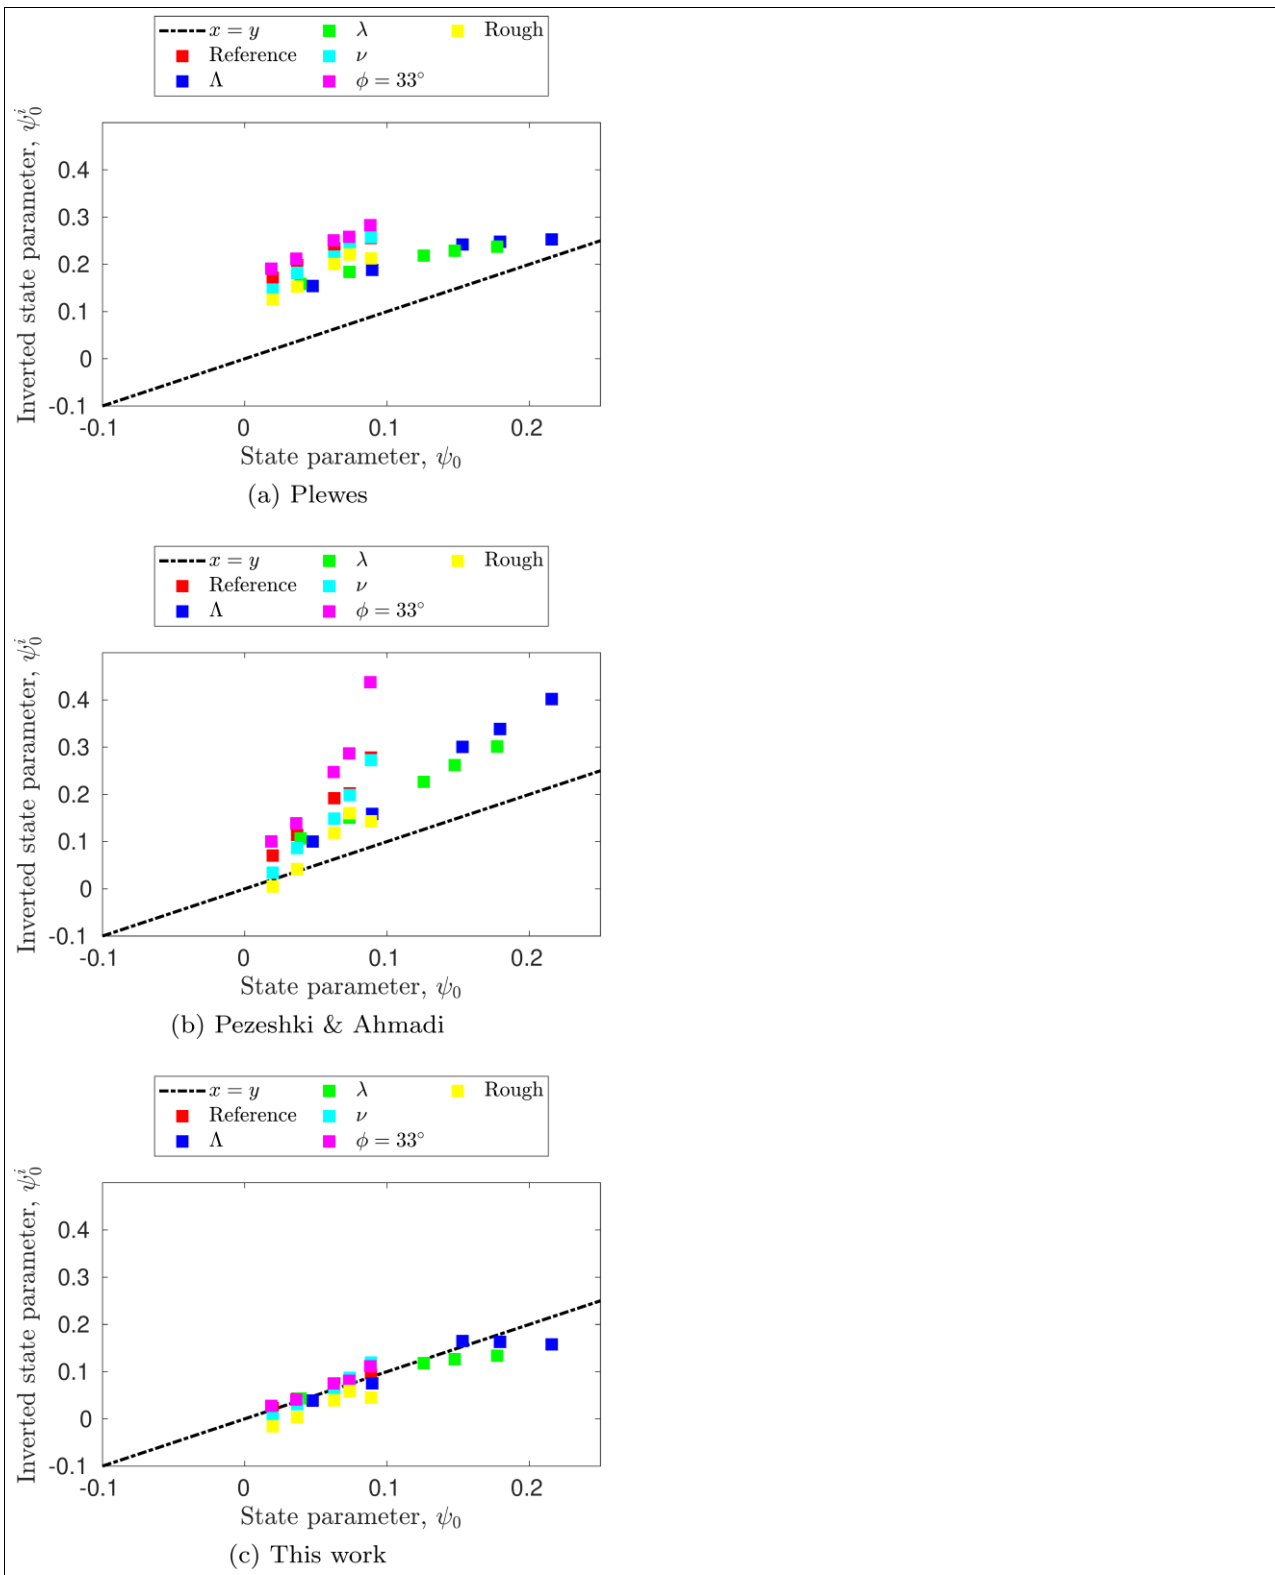 x = y λ Rough
Reference ν
Λ ϕ = 33°
Inverted state parameter, ψ₀ⁱ
0.4
0.3
0.2
0.1
0
-0.1
-0.1 0 0.1 0.2
State parameter, ψ₀
(a) Plewes
x = y λ Rough
Reference ν
Λ ϕ = 33°
Inverted state parameter, ψ₀ⁱ
0.4
0.3
0.2
0.1
0
-0.1
-0.1 0 0.1 0.2
State parameter, ψ₀
(b) Pezeshki & Ahmadi
x = y λ Rough
Reference ν
Λ ϕ = 33°
Inverted state parameter, ψ₀ⁱ
0.4
0.3
0.2
0.1
0
-0.1
-0.1 0 0.1 0.2
State parameter, ψ₀
(c) This work